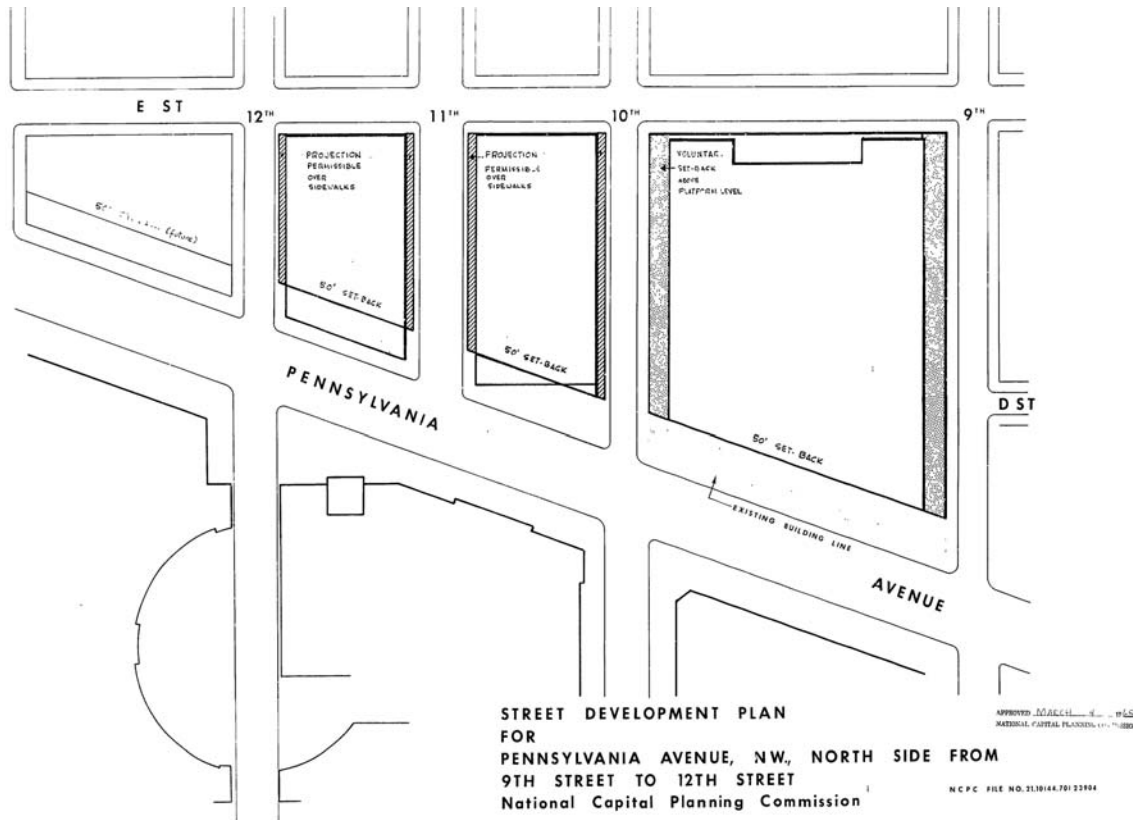 E ST
12TH
11TH
10TH
9TH
PROJECTION
PERMISSIBLE
OVER
SIDEWALKS
PROJECTION
OVER
SIDEWALKS
SET-BACK
ABOVE
PLATFORM LEVEL
(future)
50' SET-BACK
50' SET-BACK
50' SET-BACK
D ST
PENNSYLVANIA
EXISTING BUILDING LINE
AVENUE
STREET DEVELOPMENT PLAN
FOR
PENNSYLVANIA AVENUE, NW., NORTH SIDE FROM
9TH STREET TO 12TH STREET
National Capital Planning Commission
APPROVED MARCH
NATIONAL CAPITAL PLANNING
NCPC FILE NO.